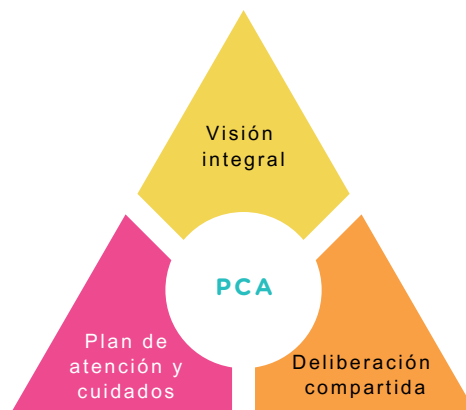 Visión
integral
PCA
Plan de
atención y
cuidados
Deliberación
compartida